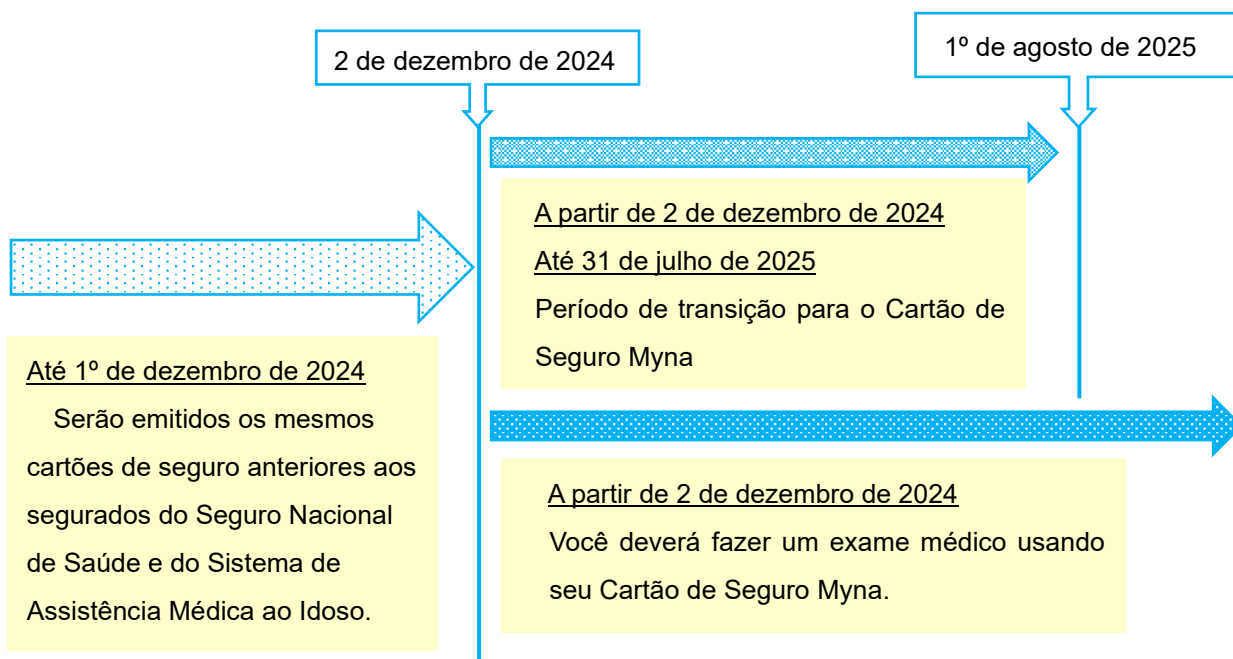 2 de dezembro de 2024
1º de agosto de 2025
A partir de 2 de dezembro de 2024
Até 31 de julho de 2025
Período de transição para o Cartão de
Seguro Myna
Até 1º de dezembro de 2024
Serão emitidos os mesmos
cartões de seguro anteriores aos
segurados do Seguro Nacional
de Saúde e do Sistema de
Assistência Médica ao Idoso.
A partir de 2 de dezembro de 2024
Você deverá fazer um exame médico usando
seu Cartão de Seguro Myna.